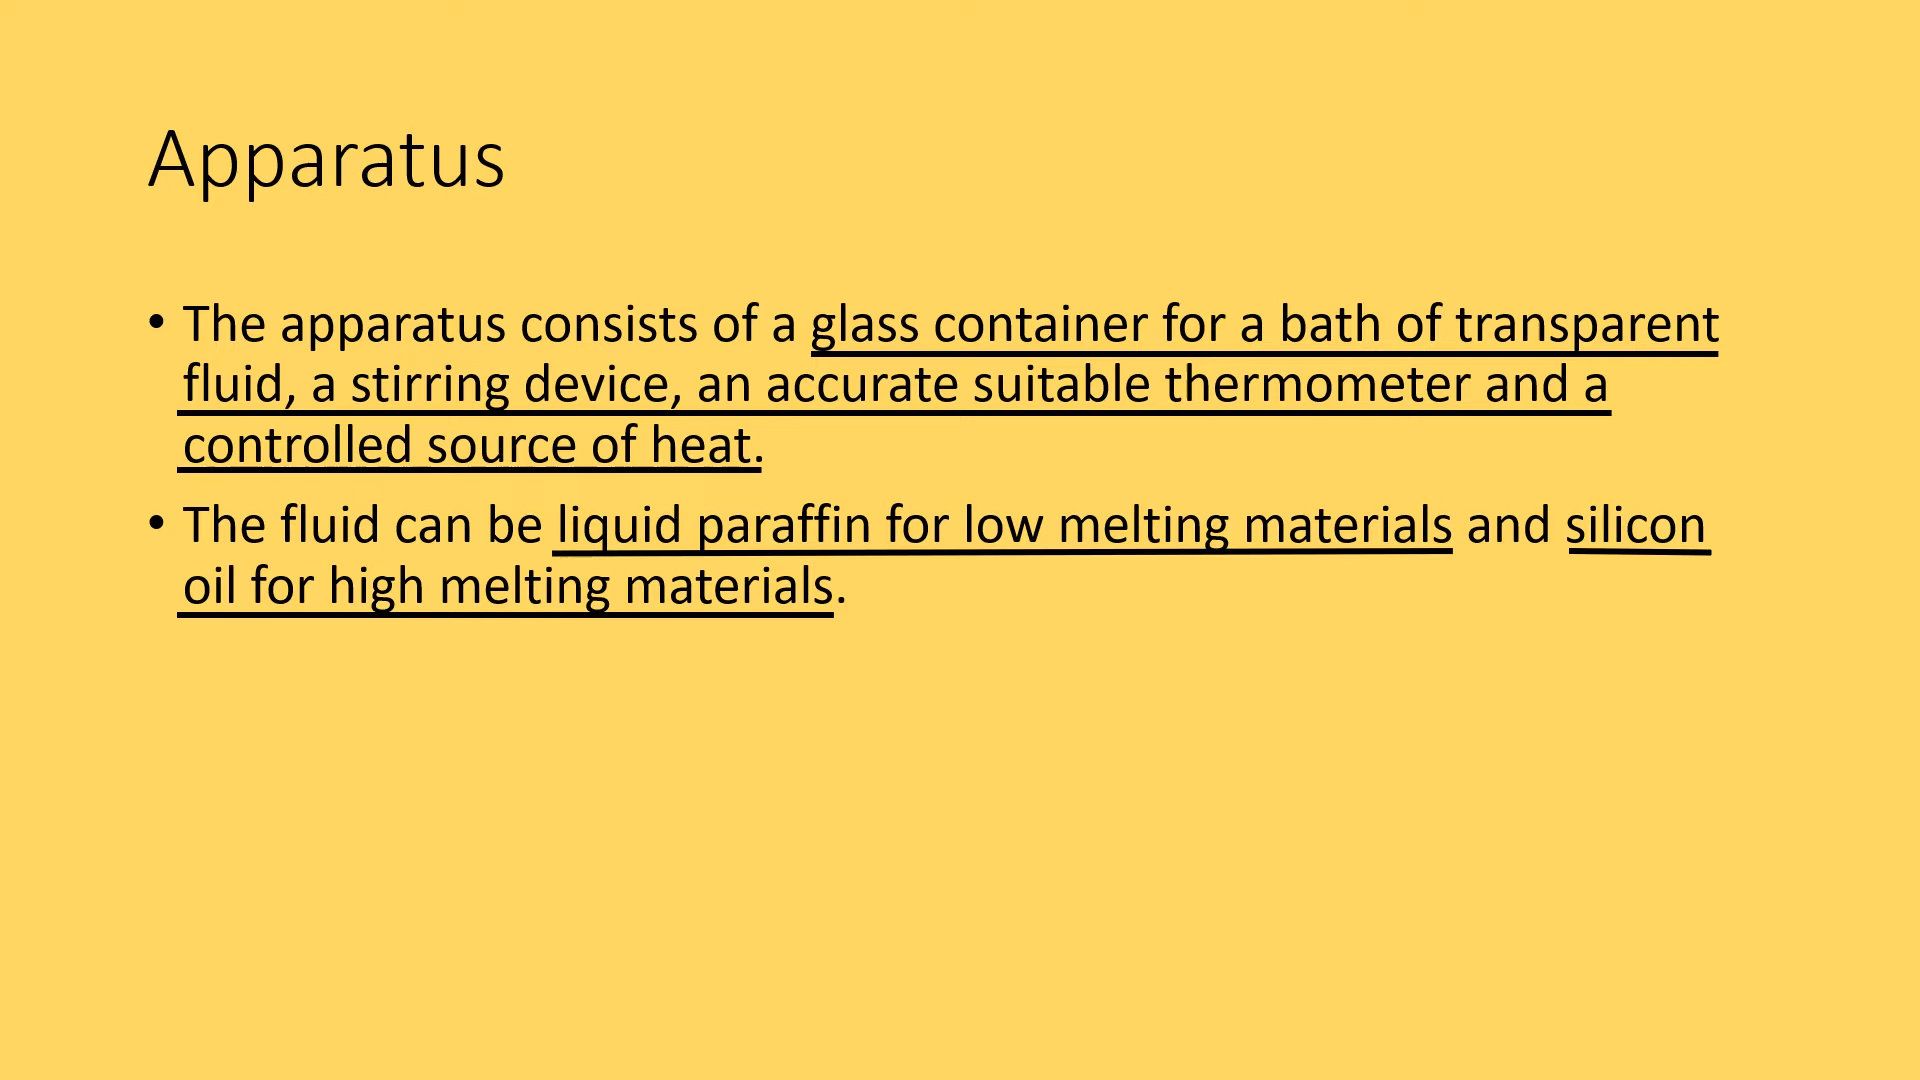 Apparatus
• The apparatus consists of a glass container for a bath of transparent
fluid, a stirring device, an accurate suitable thermometer and a
controlled source of heat.
• The fluid can be liquid paraffin for low melting materials and silicon
oil for high melting materials.